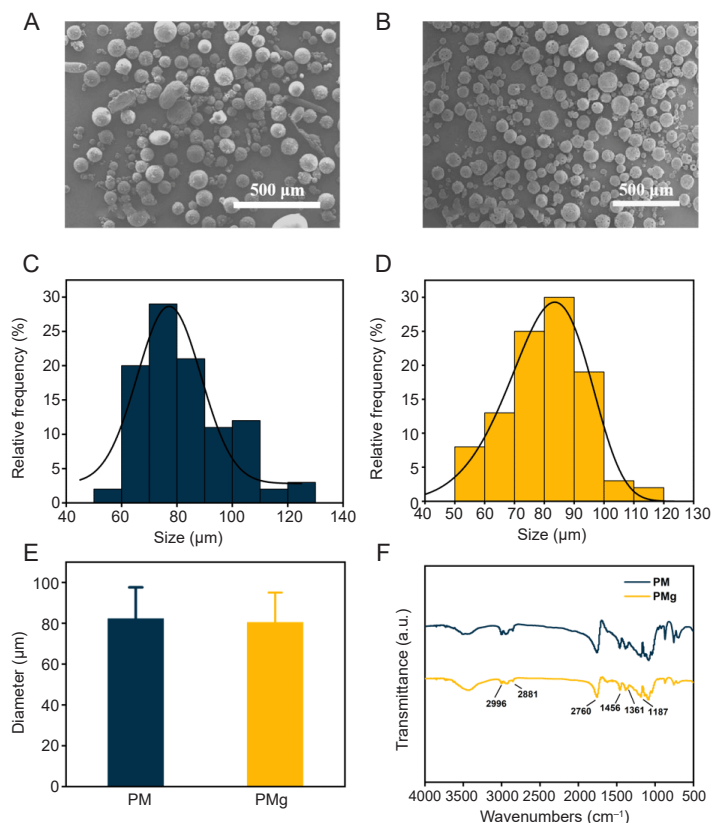 A
B
500 µm
500 µm
C
D
Relative frequency (%)
30
25
20
15
10
5
0
40
60
80
100
120
140
Size (µm)
Relative frequency (%)
30
25
20
15
10
5
0
40
50
60
70
80
90
100
110
120
130
Size (µm)
E
F
Diameter (µm)
100
80
60
40
20
0
PM
PMg
Transmittance (a.u.)
PM
PMg
2996
2881
2760
1456
1361
1187
4000
3500
3000
2500
2000
1500
1000
500
Wavenumbers (cm⁻¹)